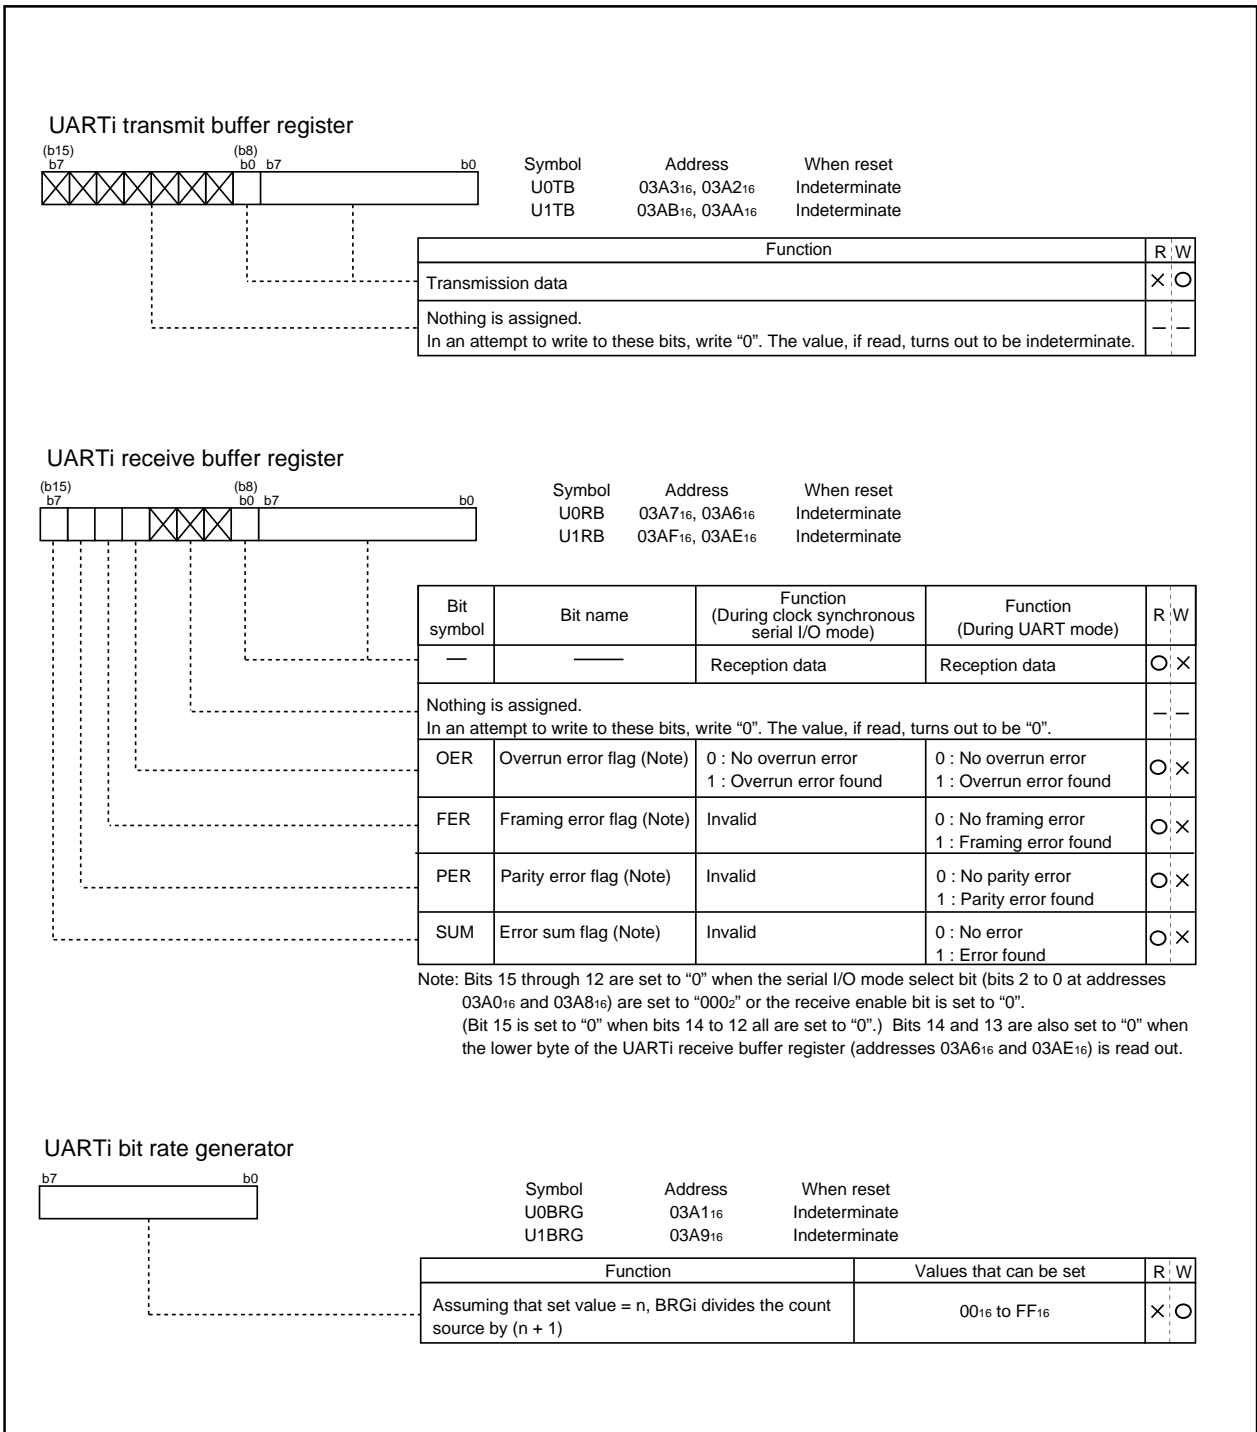 UARTi transmit buffer register
(b15) (b8)
b7 b0 b7 b0
Symbol Address When reset
U0TB 03A3₁₆, 03A2₁₆ Indeterminate
U1TB 03AB₁₆, 03AA₁₆ Indeterminate
Function R W
Transmission data × ○
Nothing is assigned.
In an attempt to write to these bits, write “0”. The value, if read, turns out to be indeterminate. – –
UARTi receive buffer register
(b15) (b8)
b7 b0 b7 b0
Symbol Address When reset
U0RB 03A7₁₆, 03A6₁₆ Indeterminate
U1RB 03AF₁₆, 03AE₁₆ Indeterminate
Bit
symbol
Bit name
Function
(During clock synchronous
serial I/O mode)
Function
(During UART mode)
R W
— — Reception data Reception data ○ ×
Nothing is assigned.
In an attempt to write to these bits, write “0”. The value, if read, turns out to be “0”. – –
OER Overrun error flag (Note) 0 : No overrun error 0 : No overrun error ○ ×
1 : Overrun error found 1 : Overrun error found
FER Framing error flag (Note) Invalid 0 : No framing error ○ ×
1 : Framing error found
PER Parity error flag (Note) Invalid 0 : No parity error ○ ×
1 : Parity error found
SUM Error sum flag (Note) Invalid 0 : No error ○ ×
1 : Error found
Note: Bits 15 through 12 are set to “0” when the serial I/O mode select bit (bits 2 to 0 at addresses
03A0₁₆ and 03A8₁₆) are set to “000₂” or the receive enable bit is set to “0”.
(Bit 15 is set to “0” when bits 14 to 12 all are set to “0”.) Bits 14 and 13 are also set to “0” when
the lower byte of the UARTi receive buffer register (addresses 03A6₁₆ and 03AE₁₆) is read out.
UARTi bit rate generator
b7 b0
Symbol Address When reset
U0BRG 03A1₁₆ Indeterminate
U1BRG 03A9₁₆ Indeterminate
Function Values that can be set R W
Assuming that set value = n, BRGi divides the count
source by (n + 1)
00₁₆ to FF₁₆ × ○